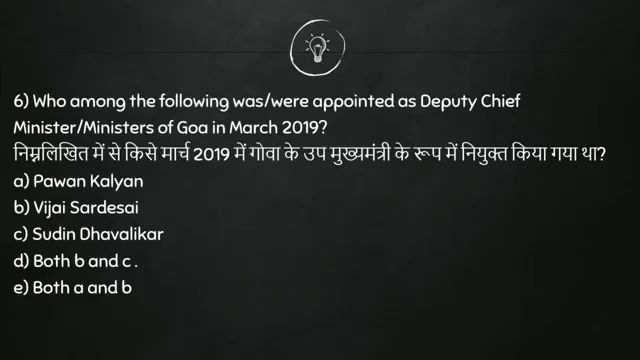 6) Who among the following was/were appointed as Deputy Chief
Minister/Ministers of Goa in March 2019?
निम्नलिखित में से किसे मार्च 2019 में गोवा के उप मुख्यमंत्री के रूप में नियुक्त किया गया था?
a) Pawan Kalyan
b) Vijai Sardesai
c) Sudin Dhavalikar
d) Both b and c .
e) Both a and b